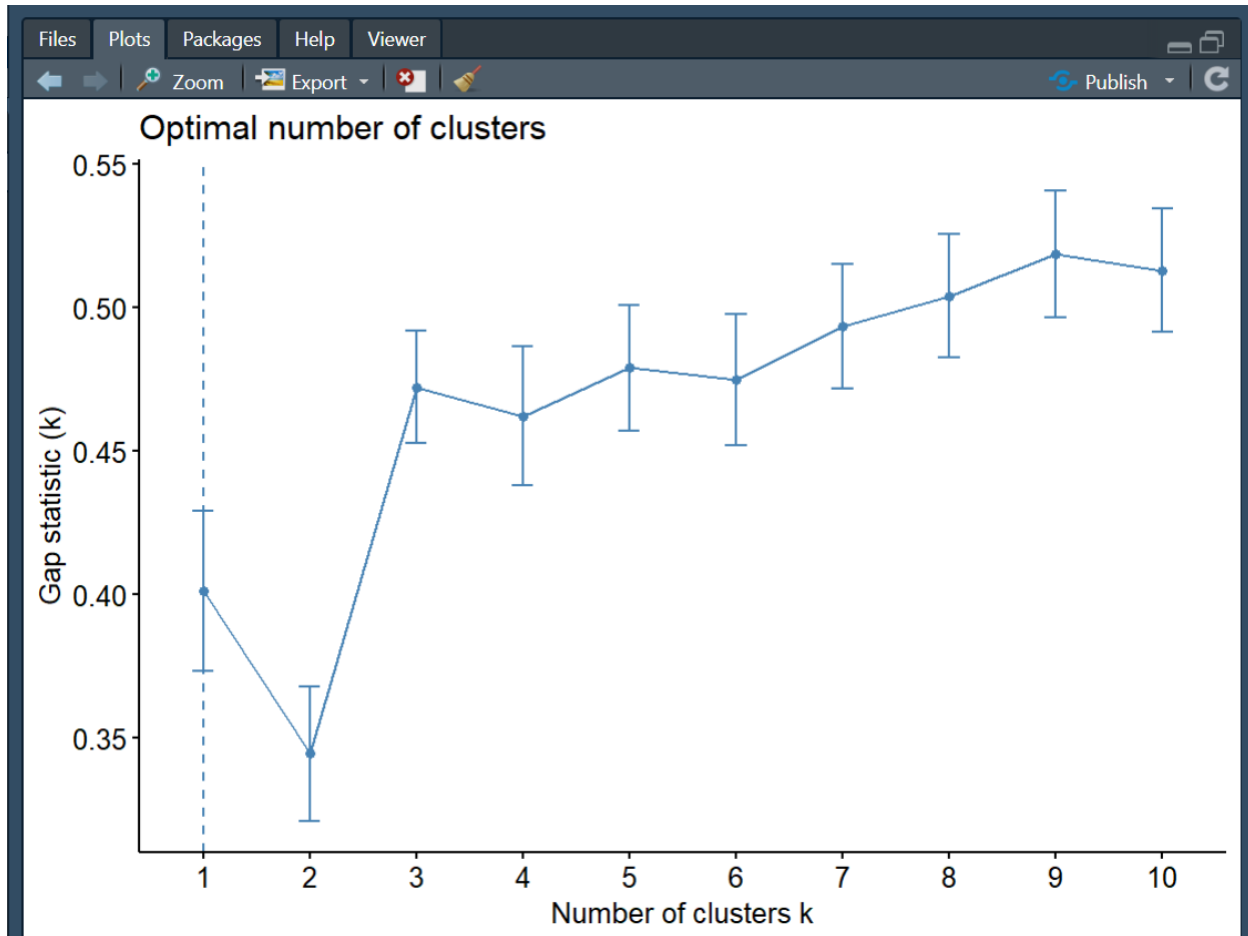 Files Plots Packages Help Viewer
Zoom Export Publish
Optimal number of clusters
0.55
0.50
0.45
0.40
0.35
Gap statistic (k)
1 2 3 4 5 6 7 8 9 10
Number of clusters k